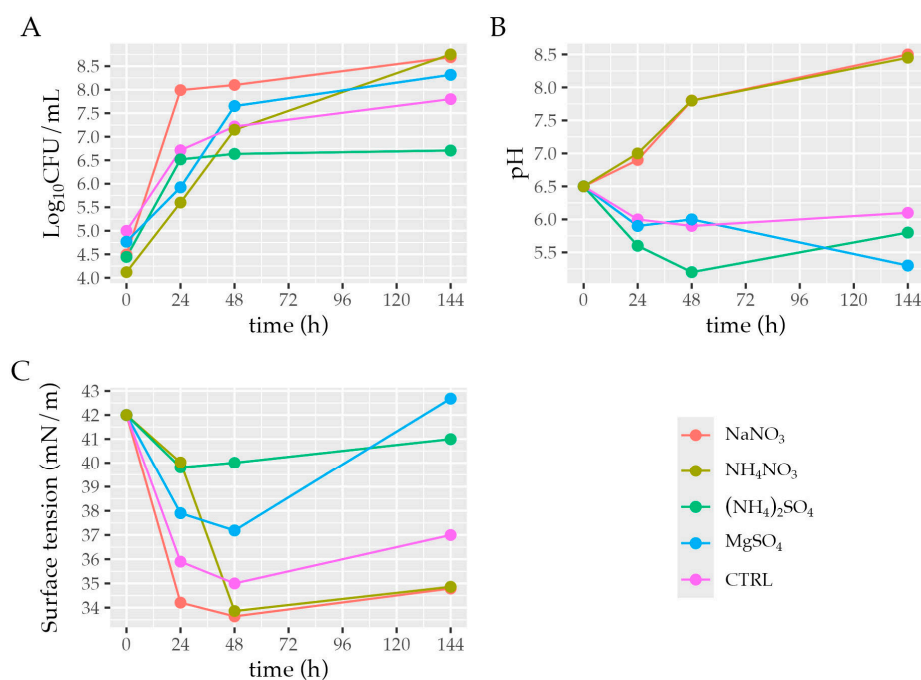 A
Log₁₀CFU/mL
8.5
8.0
7.5
7.0
6.5
6.0
5.5
5.0
4.5
4.0
0 24 48 72 96 120 144
time (h)
B
pH
8.5
8.0
7.5
7.0
6.5
6.0
5.5
0 24 48 72 96 120 144
time (h)
C
Surface tension (mN/m)
43
42
41
40
39
38
37
36
35
34
0 24 48 72 96 120 144
time (h)
NaNO₃
NH₄NO₃
(NH₄)₂SO₄
MgSO₄
CTRL